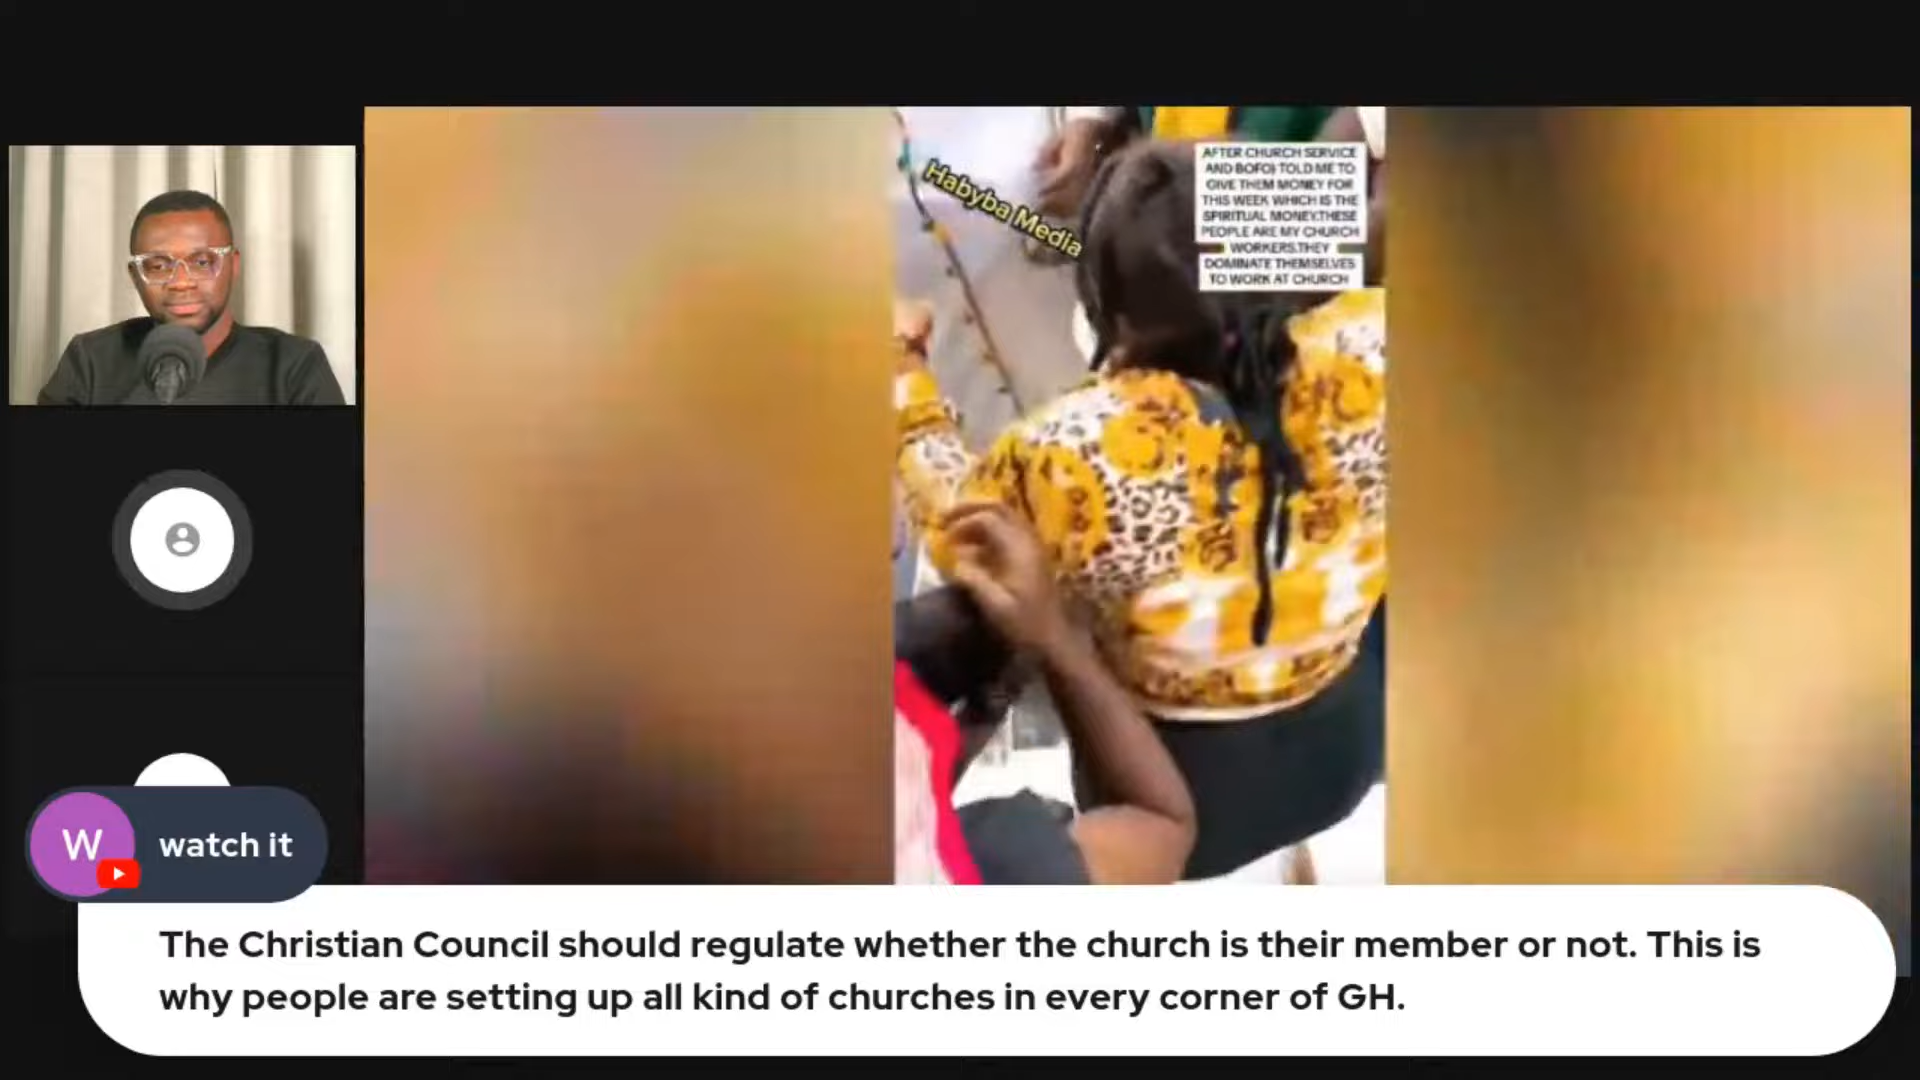 Habyba Media
AFTER CHURCH SERVICE
AND BOFO) TOLD ME TO
GIVE THEM MONEY FOR
THIS WEEK WHICH IS THE
SPIRITUAL MONEY.THESE
PEOPLE ARE MY CHURCH
WORKERS.THEY
DOMINATE THEMSELVES
TO WORK AT CHURCH
W
watch it
The Christian Council should regulate whether the church is their member or not. This is
why people are setting up all kind of churches in every corner of GH.